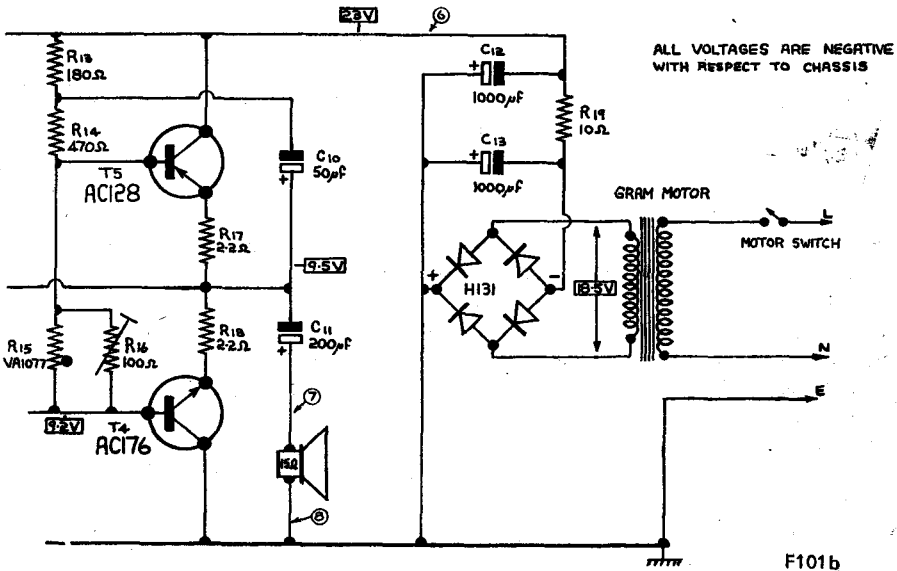 23V
6
ALL VOLTAGES ARE NEGATIVE
WITH RESPECT TO CHASSIS
R13
180Ω
C12
+
1000μF
R19
10Ω
R14
470Ω
T5
AC128
C10
50μF
+
C13
+
1000μF
GRAM MOTOR
L
MOTOR SWITCH
R17
2·2Ω
9·5V
+
H131
−
18·5V
R15
VA1077
R16
100Ω
R18
2·2Ω
C11
200μF
+
N
7
E
9·2V
T4
AC176
15Ω
8
F101b